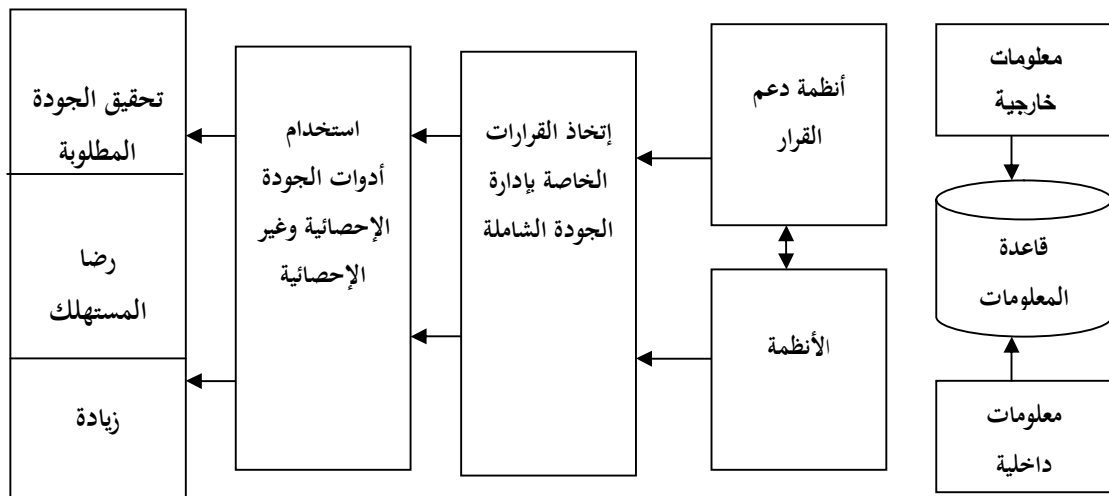 معلومات
خارجية
قاعدة
المعلومات
معلومات
داخلية
أنظمة دعم
القرار
الأنظمة
إتخاذ القرارات
الخاصة بإدارة
الجودة الشاملة
استخدام
أدوات الجودة
الإحصائية وغير
الإحصائية
تحقيق الجودة
المطلوبة
رضا
المستهلك
زيادة